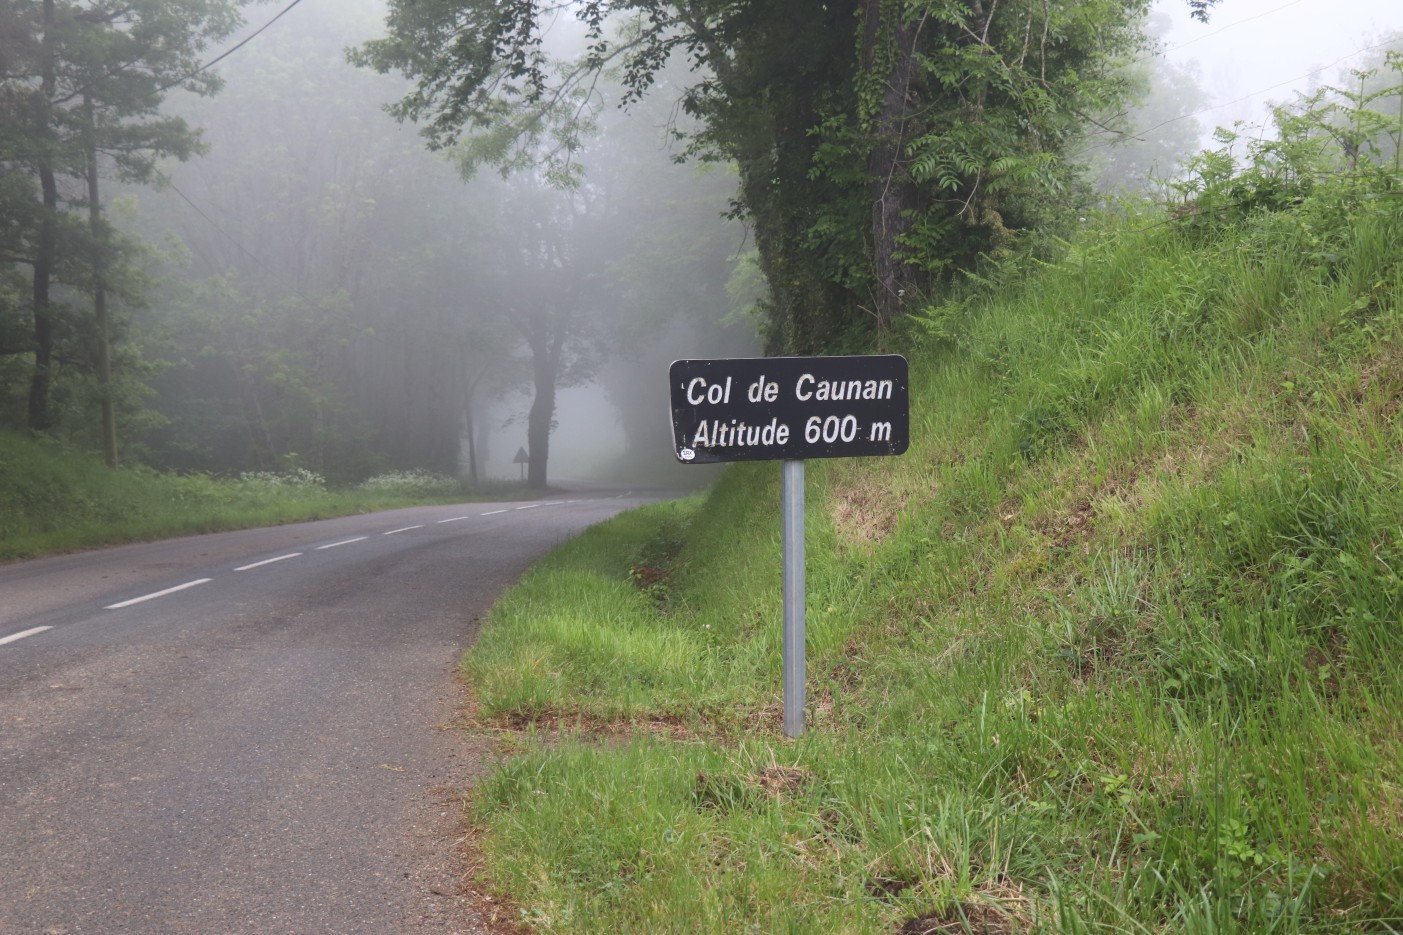 Col de Caunan
Altitude 600 m